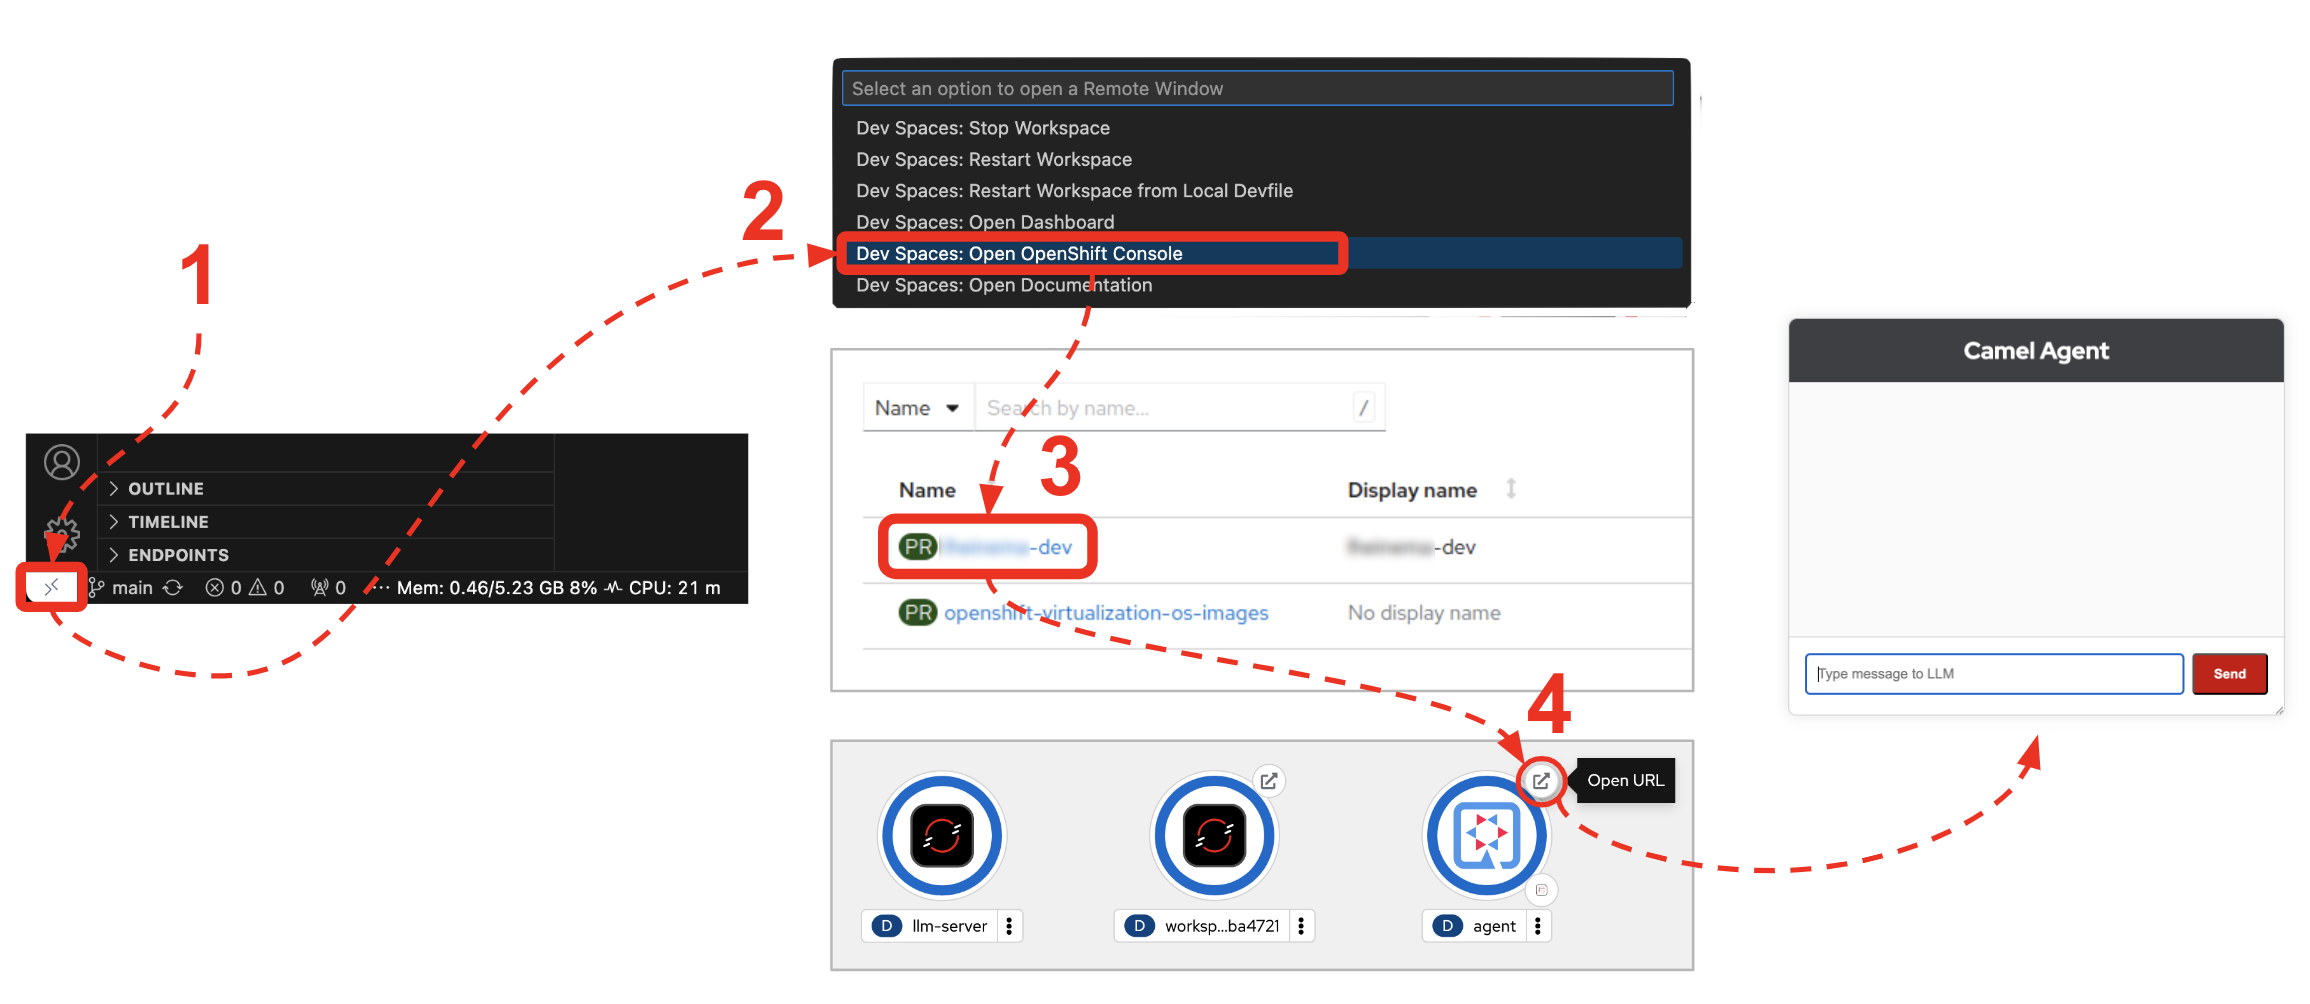 1
OUTLINE
TIMELINE
ENDPOINTS
main 0 0 0 ··· Mem: 0.46/5.23 GB 8% CPU: 21 m
2
Select an option to open a Remote Window
Dev Spaces: Stop Workspace
Dev Spaces: Restart Workspace
Dev Spaces: Restart Workspace from Local Devfile
Dev Spaces: Open Dashboard
Dev Spaces: Open OpenShift Console
Dev Spaces: Open Documentation
Name Search by name... /
3
Name Display name
PR -dev -dev
PR openshift-virtualization-os-images No display name
4
Open URL
D llm-server
D worksp...ba4721
D agent
Camel Agent
Type message to LLM
Send